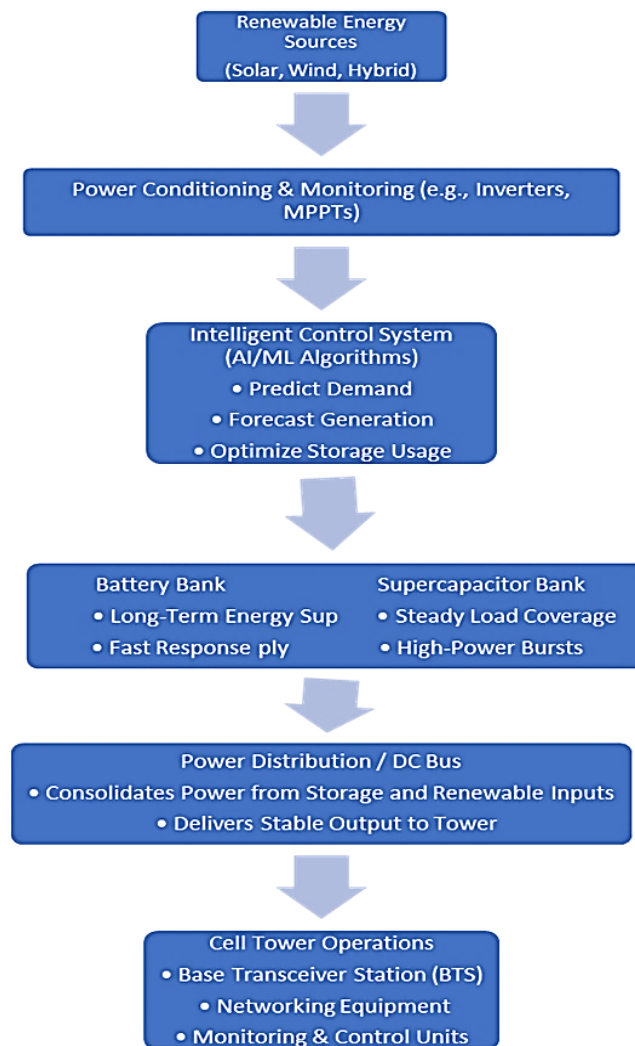 Renewable Energy
Sources
(Solar, Wind, Hybrid)
Power Conditioning & Monitoring (e.g., Inverters,
MPPTs)
Intelligent Control System
(AI/ML Algorithms)
• Predict Demand
• Forecast Generation
• Optimize Storage Usage
Battery Bank Supercapacitor Bank
• Long-Term Energy Sup • Steady Load Coverage
• Fast Response ply • High-Power Bursts
Power Distribution / DC Bus
• Consolidates Power from Storage and Renewable Inputs
• Delivers Stable Output to Tower
Cell Tower Operations
• Base Transceiver Station (BTS)
• Networking Equipment
• Monitoring & Control Units